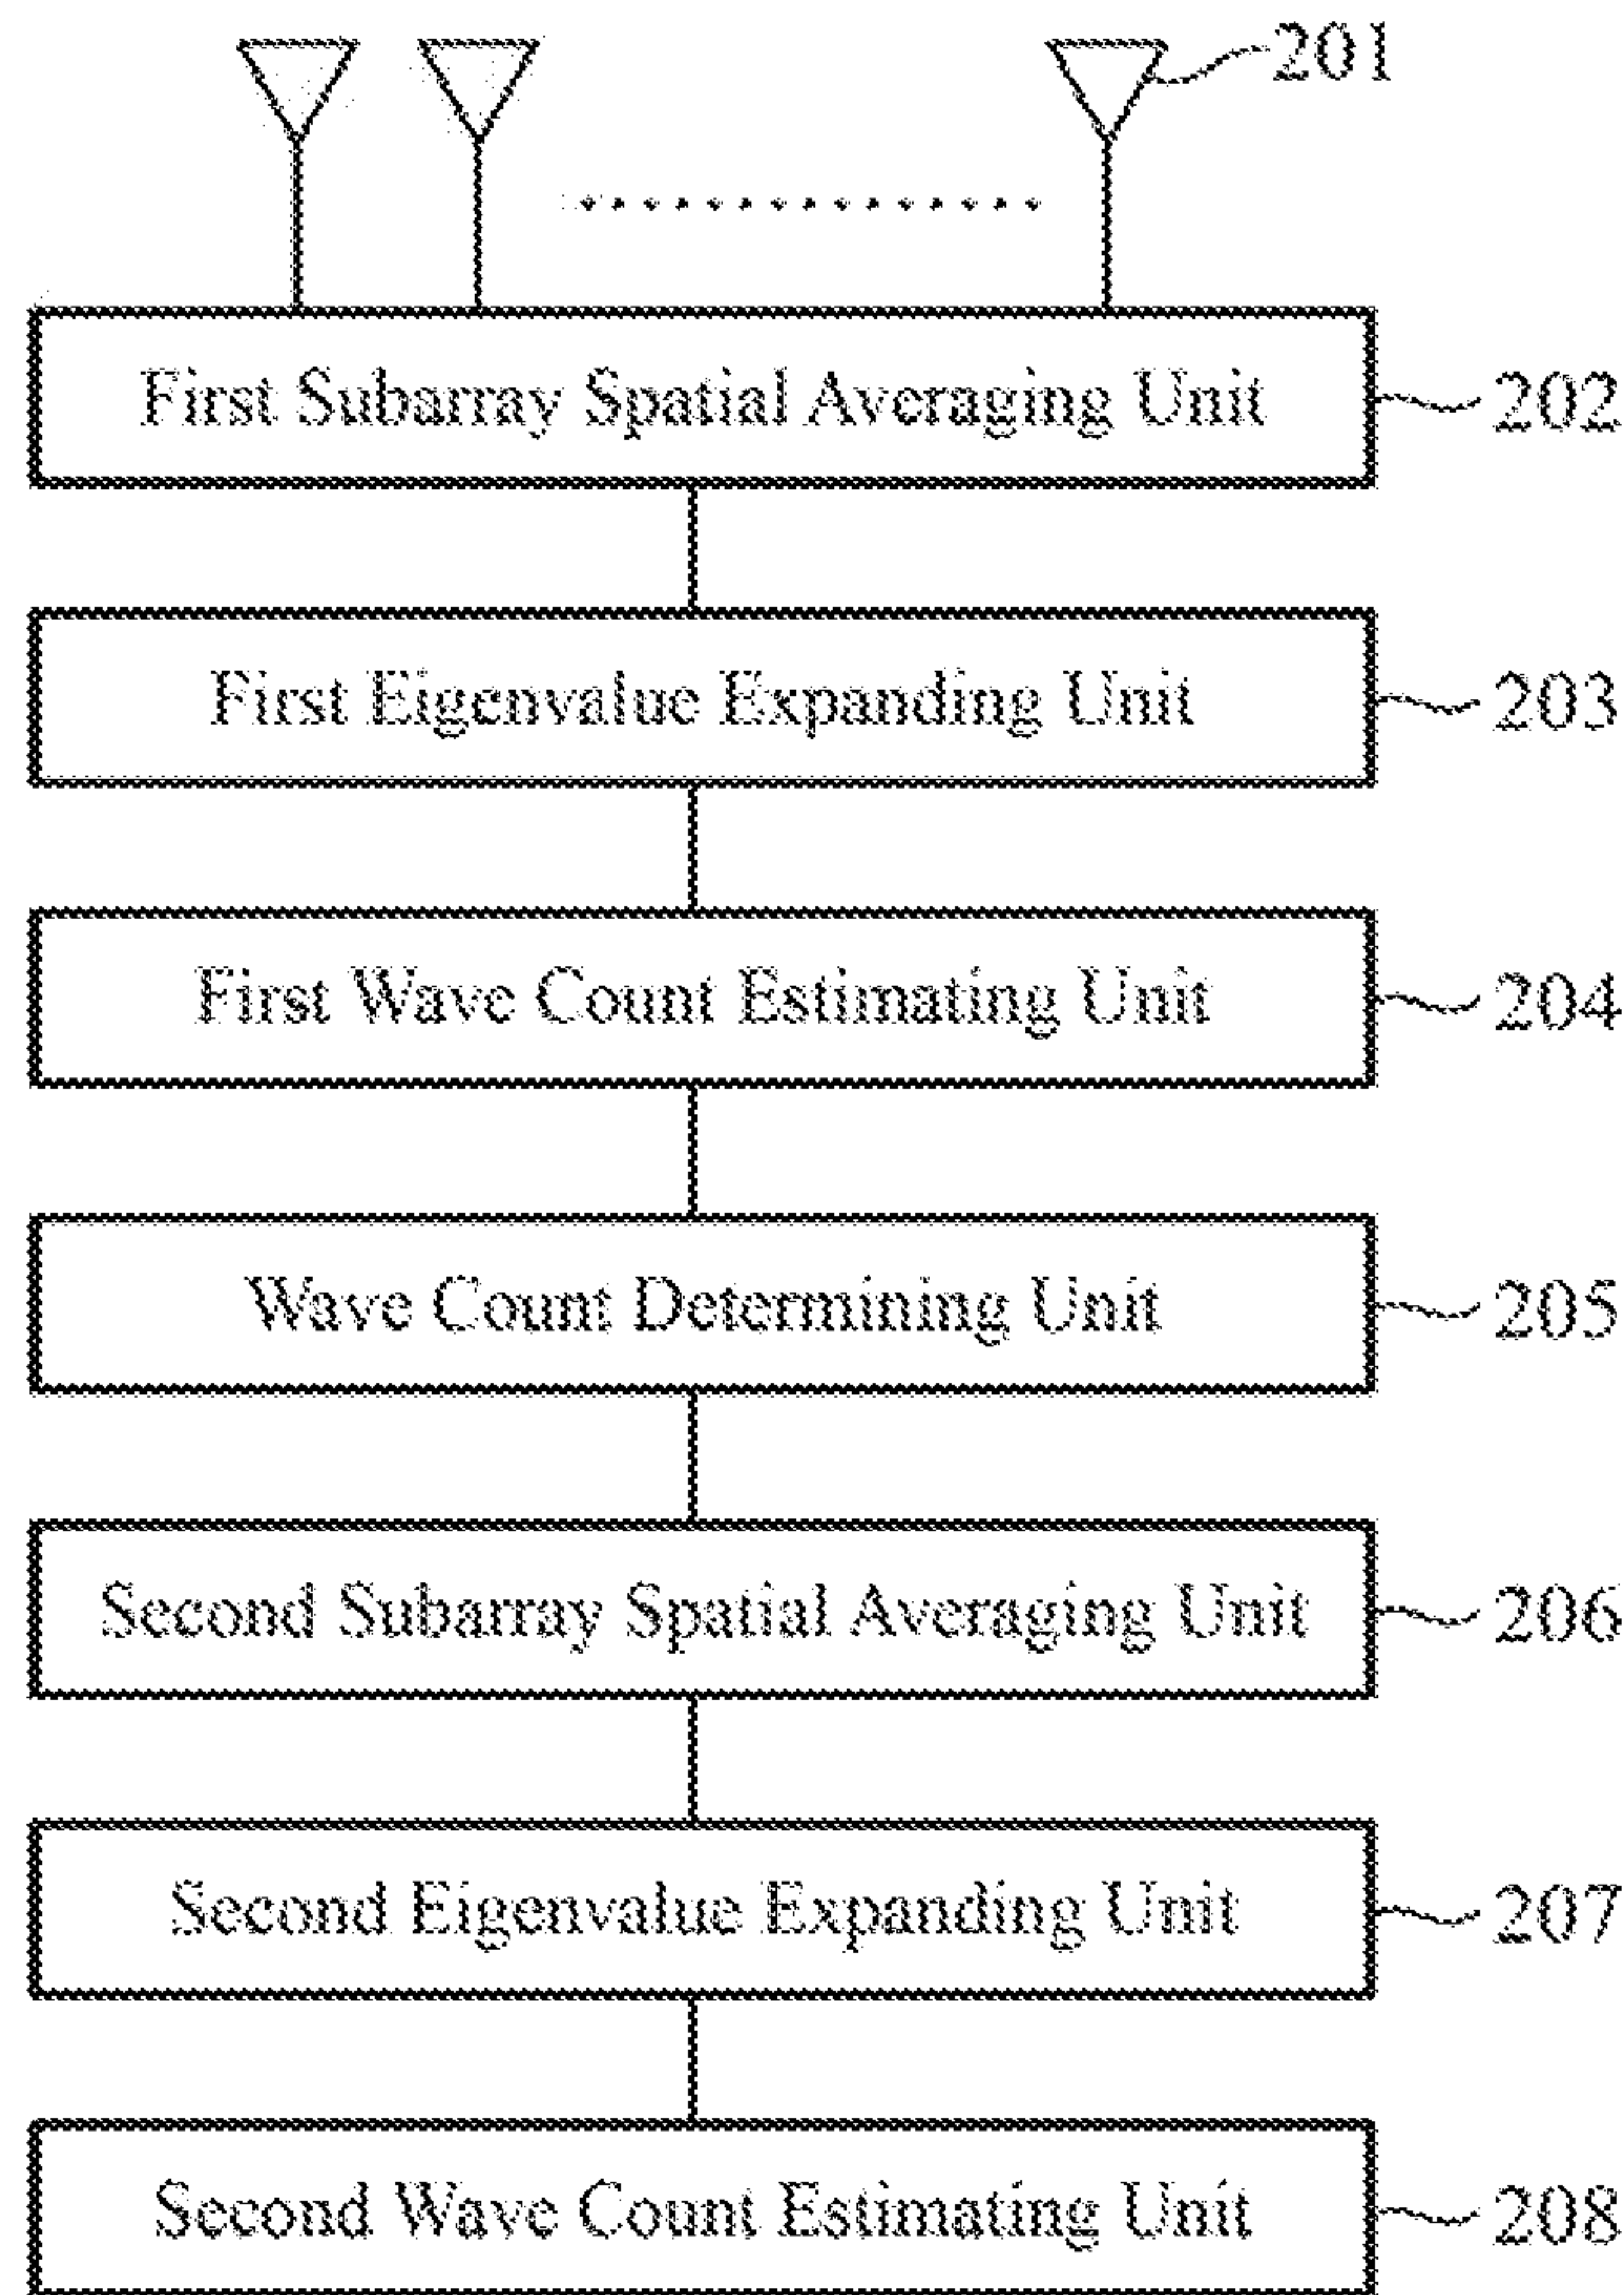 201
First Subarray Spatial Averaging Unit 202
First Eigenvalue Expanding Unit 203
First Wave Count Estimating Unit 204
Wave Count Determining Unit 205
Second Subarray Spatial Averaging Unit 206
Second Eigenvalue Expanding Unit 207
Second Wave Count Estimating Unit 208